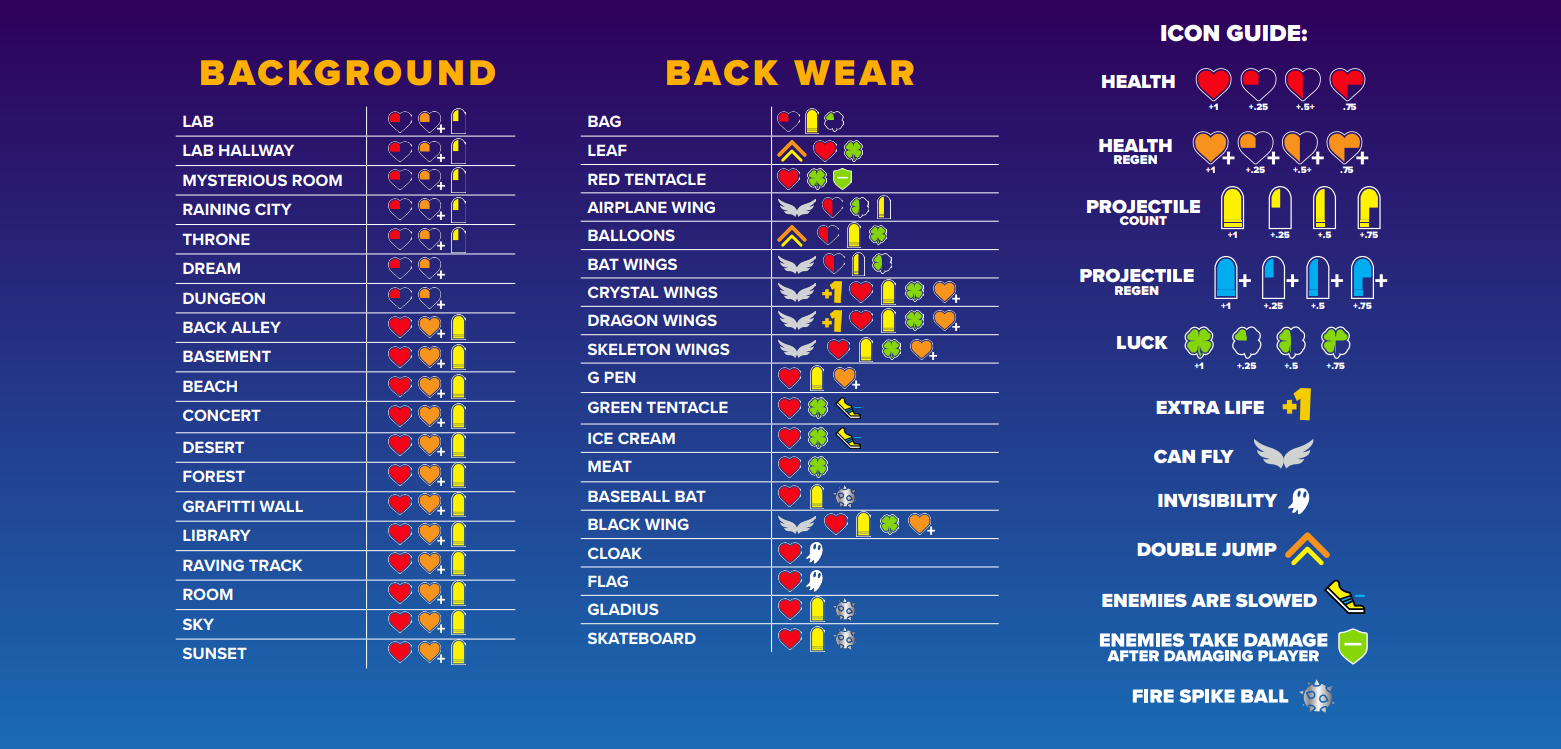 BACKGROUND
LAB
LAB HALLWAY
MYSTERIOUS ROOM
RAINING CITY
THRONE
DREAM
DUNGEON
BACK ALLEY
BASEMENT
BEACH
CONCERT
DESERT
FOREST
GRAFITTI WALL
LIBRARY
RAVING TRACK
ROOM
SKY
SUNSET
BACK WEAR
BAG
LEAF
RED TENTACLE
AIRPLANE WING
BALLOONS
BAT WINGS
CRYSTAL WINGS +1
DRAGON WINGS +1
SKELETON WINGS
G PEN
GREEN TENTACLE
ICE CREAM
MEAT
BASEBALL BAT
BLACK WING
CLOAK
FLAG
GLADIUS
SKATEBOARD
ICON GUIDE:
HEALTH
+1 +.25 +.5+ .75
HEALTH
REGEN
+1 +.25 +.5+ .75
PROJECTILE
COUNT
+1 +.25 +.5 +.75
PROJECTILE
REGEN
+1 +.25 +.5 +.75
LUCK
+1 +.25 +.5 +.75
EXTRA LIFE +1
CAN FLY
INVISIBILITY
DOUBLE JUMP
ENEMIES ARE SLOWED
ENEMIES TAKE DAMAGE
AFTER DAMAGING PLAYER
FIRE SPIKE BALL